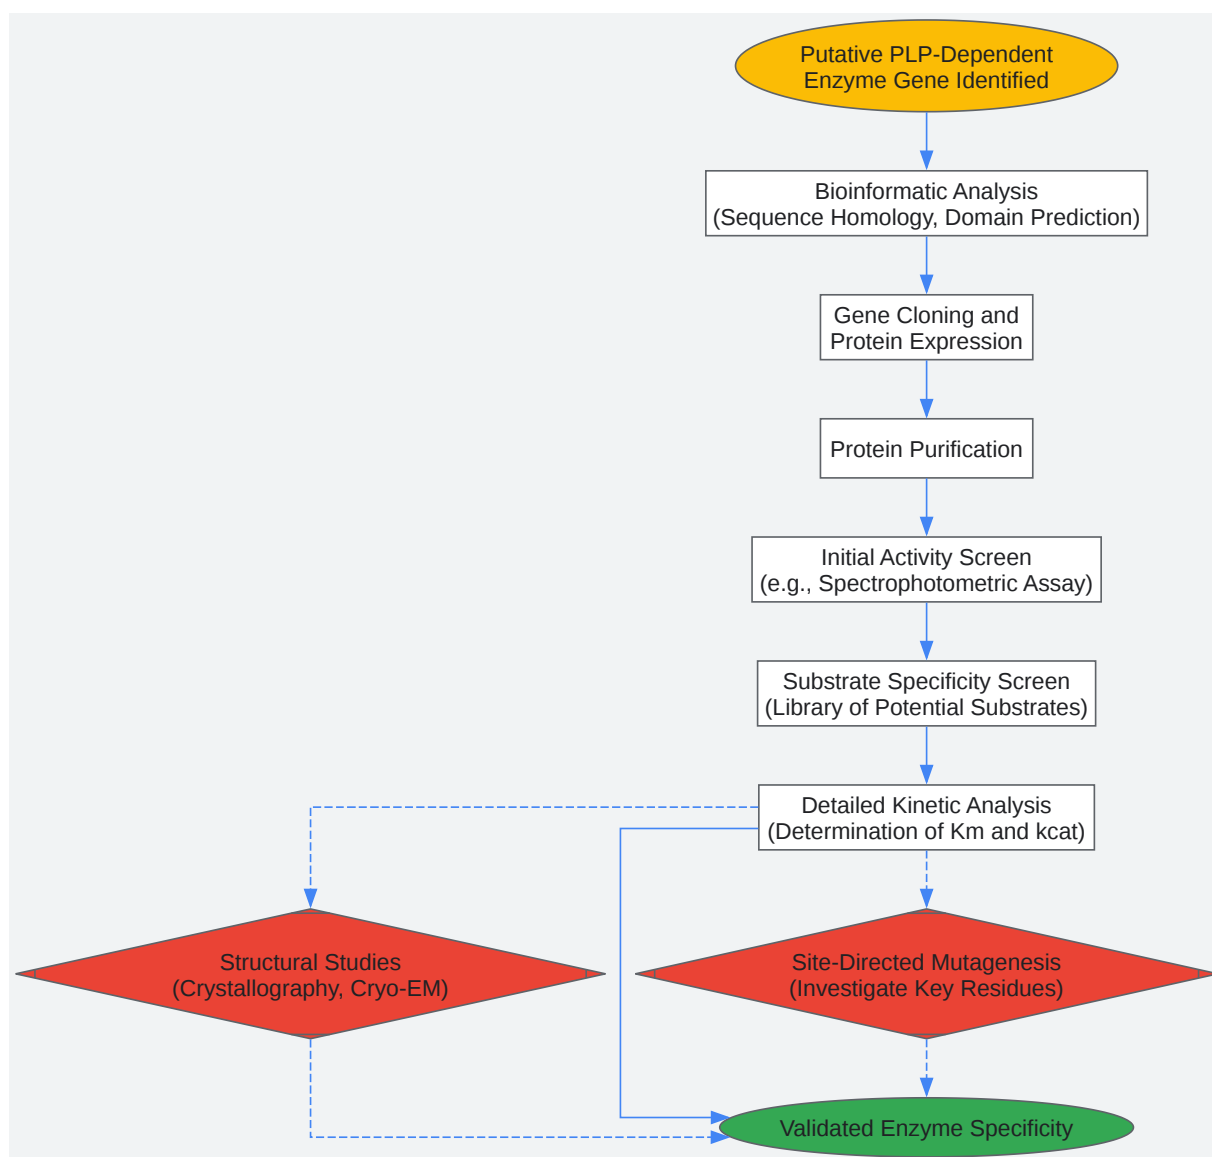 Putative PLP-Dependent
Enzyme Gene Identified
Bioinformatic Analysis
(Sequence Homology, Domain Prediction)
Gene Cloning and
Protein Expression
Protein Purification
Initial Activity Screen
(e.g., Spectrophotometric Assay)
Substrate Specificity Screen
(Library of Potential Substrates)
Detailed Kinetic Analysis
(Determination of Km and kcat)
Structural Studies
(Crystallography, Cryo-EM)
Site-Directed Mutagenesis
(Investigate Key Residues)
Validated Enzyme Specificity